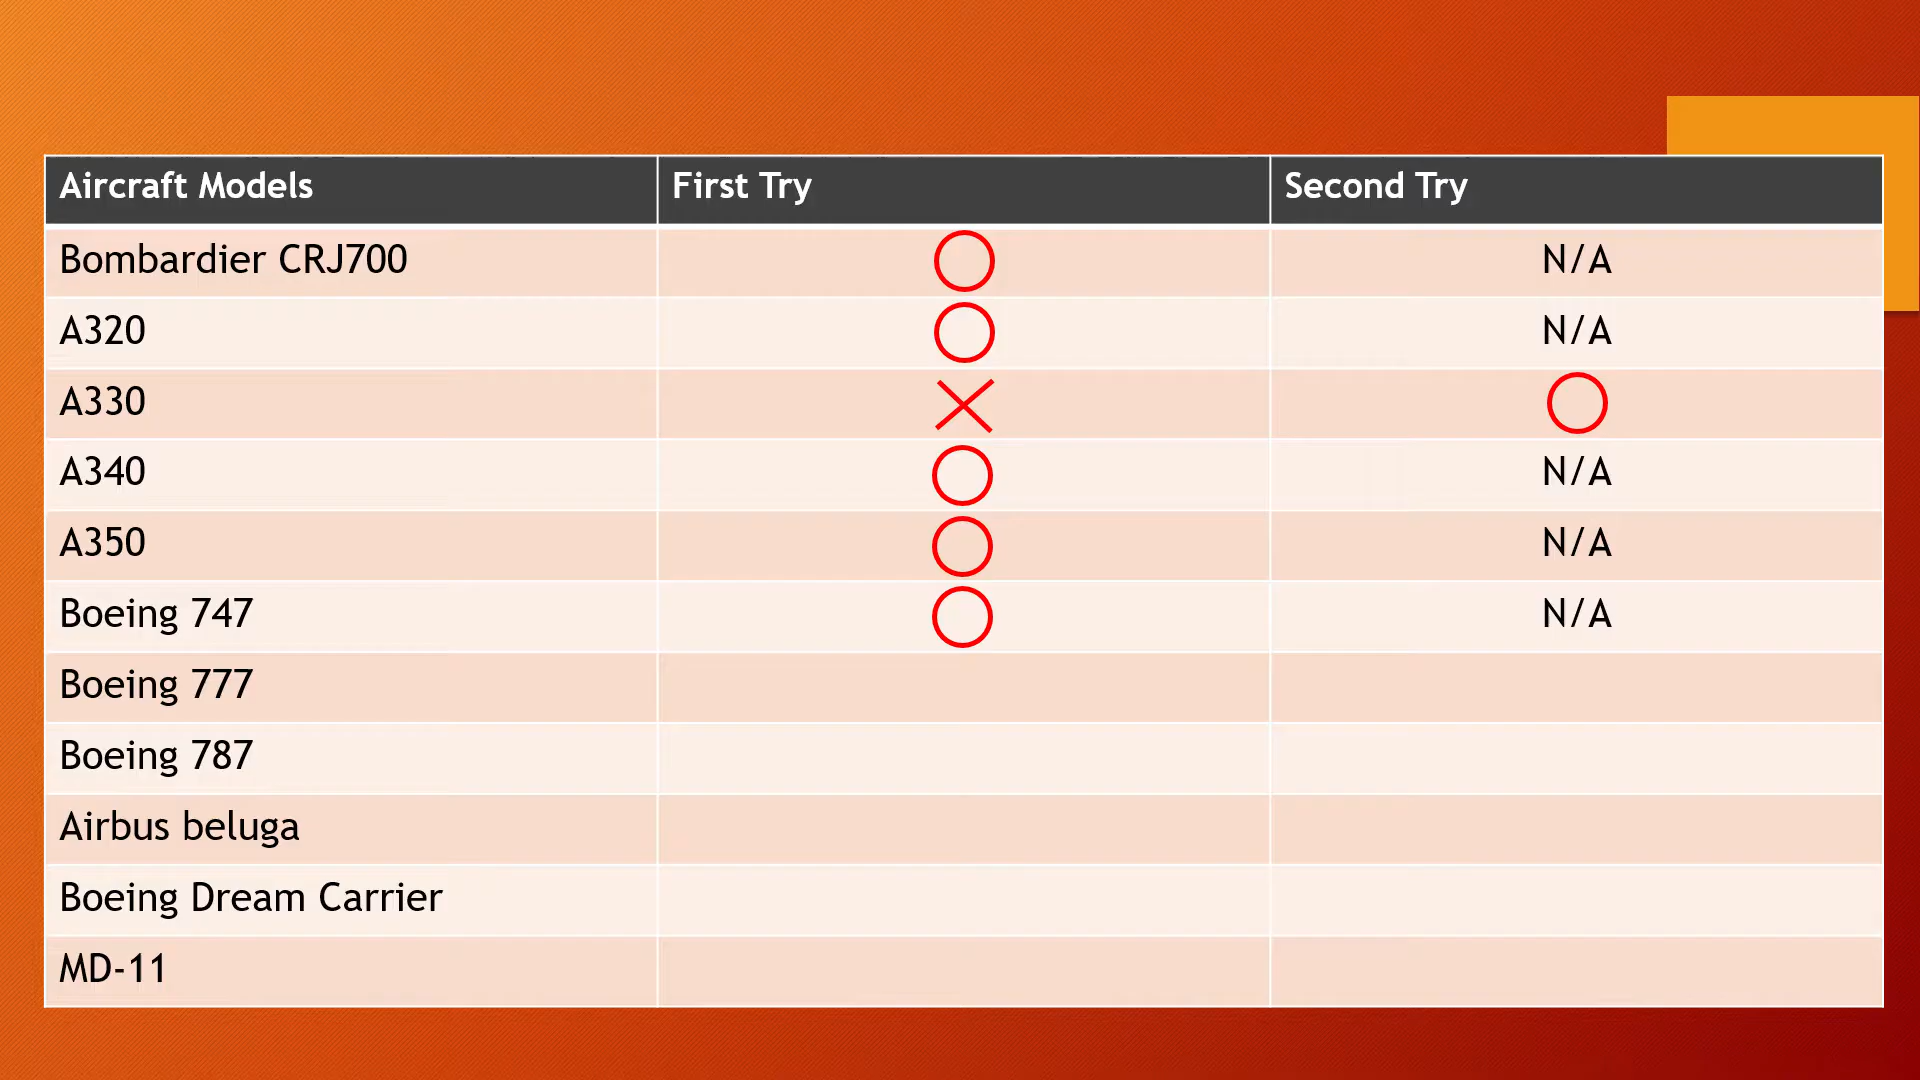 Aircraft Models First Try Second Try
Bombardier CRJ700 N/A
A320 N/A
A330
A340 N/A
A350 N/A
Boeing 747 N/A
Boeing 777
Boeing 787
Airbus beluga
Boeing Dream Carrier
MD-11